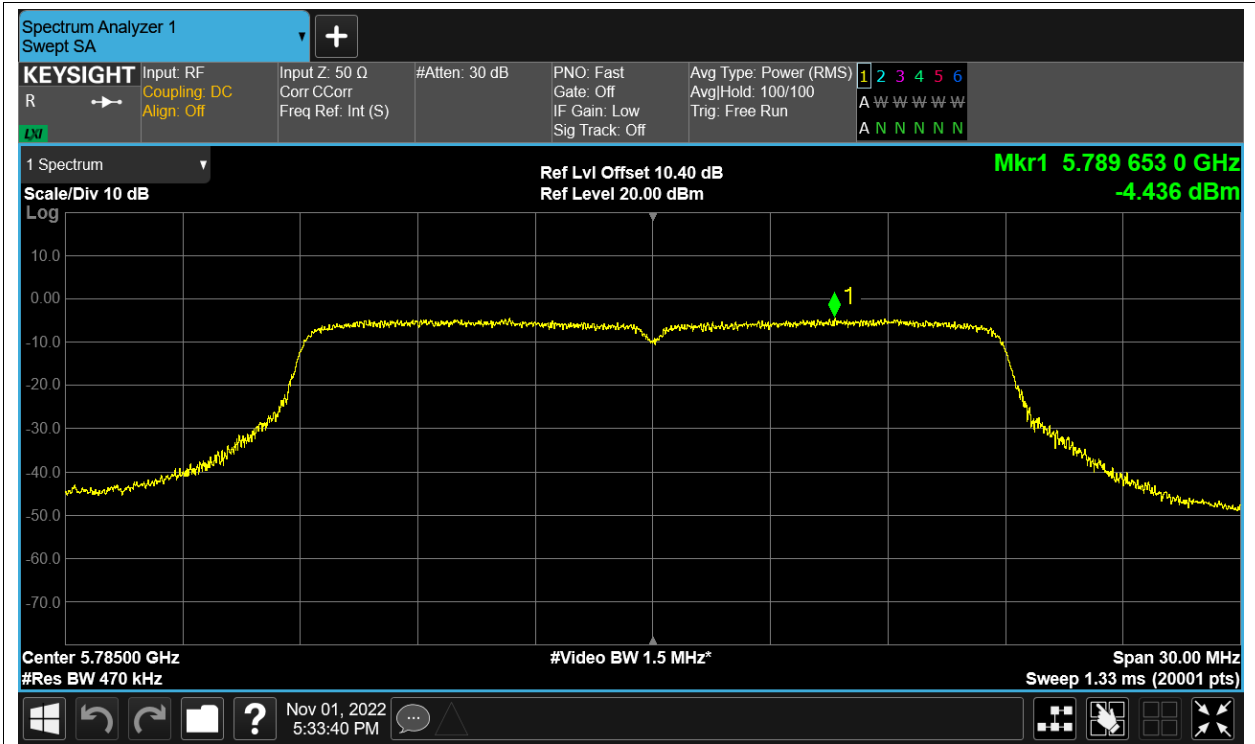 Spectrum Analyzer 1
Swept SA
KEYSIGHT
R
LXI
Input: RF
Coupling: DC
Align: Off
Input Z: 50 Ω
Corr CCorr
Freq Ref: Int (S)
#Atten: 30 dB
PNO: Fast
Gate: Off
IF Gain: Low
Sig Track: Off
Avg Type: Power (RMS)
Avg|Hold: 100/100
Trig: Free Run
1 2 3 4 5 6
A W W W W W
A N N N N N
1 Spectrum
Scale/Div 10 dB
Log
Ref Lvl Offset 10.40 dB
Ref Level 20.00 dBm
Mkr1 5.789 653 0 GHz
-4.436 dBm
10.0
0.00
1
-10.0
-20.0
-30.0
-40.0
-50.0
-60.0
-70.0
Center 5.78500 GHz
#Video BW 1.5 MHz*
Span 30.00 MHz
#Res BW 470 kHz
Sweep 1.33 ms (20001 pts)
?
Nov 01, 2022
5:33:40 PM